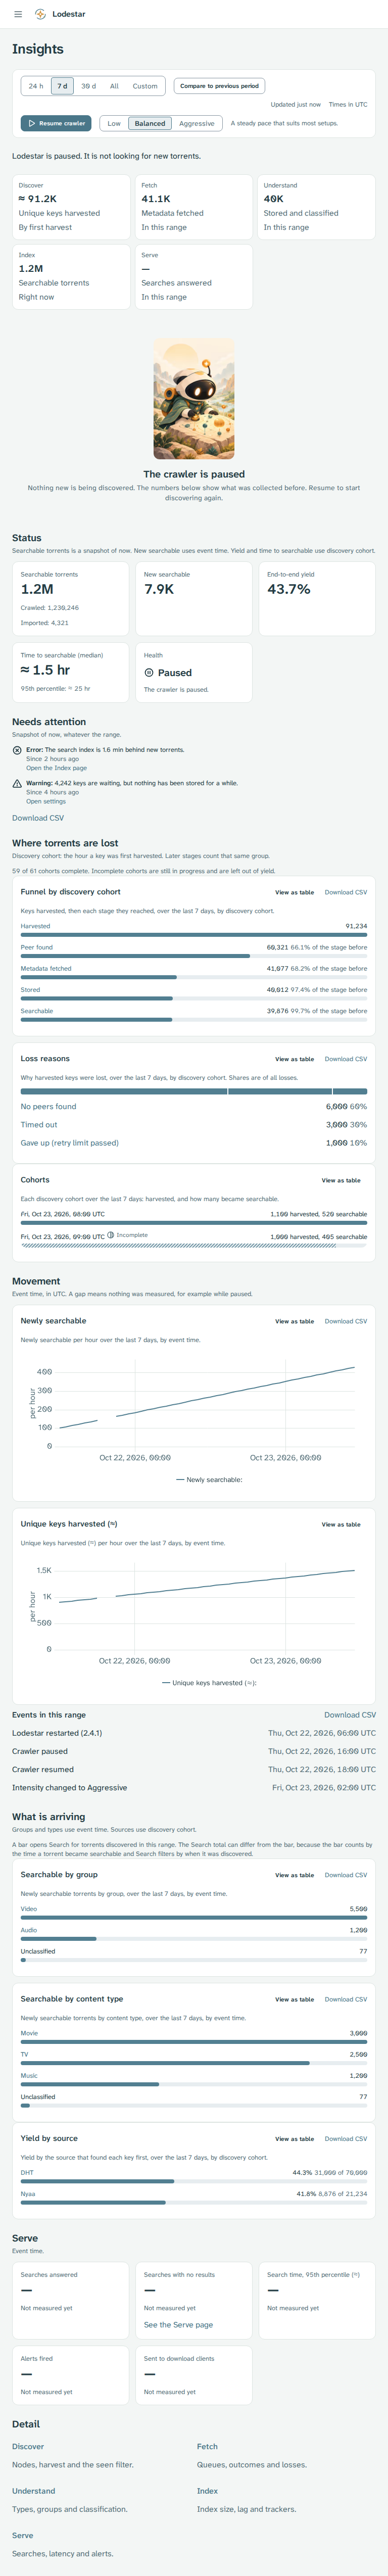 Lodestar
Insights
24 h 7 d 30 d All Custom Compare to previous period
Updated just now Times in UTC
Resume crawler Low Balanced Aggressive A steady pace that suits most setups.
Lodestar is paused. It is not looking for new torrents.
Discover
≈ 91.2K
Unique keys harvested
By first harvest
Fetch
41.1K
Metadata fetched
In this range
Understand
40K
Stored and classified
In this range
Index
1.2M
Searchable torrents
Right now
Serve
—
Searches answered
In this range
The crawler is paused
Nothing new is being discovered. The numbers below show what was collected before. Resume to start
discovering again.
Status
Searchable torrents is a snapshot of now. New searchable uses event time. Yield and time to searchable use discovery cohort.
Searchable torrents
1.2M
Crawled: 1,230,246
Imported: 4,321
New searchable
7.9K
End-to-end yield
43.7%
Time to searchable (median)
≈ 1.5 hr
95th percentile: ≈ 25 hr
Health
Paused
The crawler is paused.
Needs attention
Snapshot of now, whatever the range.
Error: The search index is 1.6 min behind new torrents.
Since 2 hours ago
Open the Index page
Warning: 4,242 keys are waiting, but nothing has been stored for a while.
Since 4 hours ago
Open settings
Download CSV
Where torrents are lost
Discovery cohort: the hour a key was first harvested. Later stages count that same group.
59 of 61 cohorts complete. Incomplete cohorts are still in progress and are left out of yield.
Funnel by discovery cohort View as table Download CSV
Keys harvested, then each stage they reached, over the last 7 days, by discovery cohort.
Harvested 91,234
Peer found 60,321 66.1% of the stage before
Metadata fetched 41,077 68.2% of the stage before
Stored 40,012 97.4% of the stage before
Searchable 39,876 99.7% of the stage before
Loss reasons View as table Download CSV
Why harvested keys were lost, over the last 7 days, by discovery cohort. Shares are of all losses.
No peers found 6,000 60%
Timed out 3,000 30%
Gave up (retry limit passed) 1,000 10%
Cohorts View as table
Each discovery cohort over the last 7 days: harvested, and how many became searchable.
Fri, Oct 23, 2026, 08:00 UTC 1,100 harvested, 520 searchable
Fri, Oct 23, 2026, 09:00 UTC Incomplete 1,000 harvested, 405 searchable
Movement
Event time, in UTC. A gap means nothing was measured, for example while paused.
Newly searchable View as table Download CSV
Newly searchable per hour over the last 7 days, by event time.
per hour
400
300
200
100
0
Oct 22, 2026, 00:00 Oct 23, 2026, 00:00
Newly searchable:
Unique keys harvested (≈) View as table
Unique keys harvested (≈) per hour over the last 7 days, by event time.
per hour
1.5K
1K
500
0
Oct 22, 2026, 00:00 Oct 23, 2026, 00:00
Unique keys harvested (≈):
Events in this range Download CSV
Lodestar restarted (2.4.1) Thu, Oct 22, 2026, 06:00 UTC
Crawler paused Thu, Oct 22, 2026, 16:00 UTC
Crawler resumed Thu, Oct 22, 2026, 18:00 UTC
Intensity changed to Aggressive Fri, Oct 23, 2026, 02:00 UTC
What is arriving
Groups and types use event time. Sources use discovery cohort.
A bar opens Search for torrents discovered in this range. The Search total can differ from the bar, because the bar counts by
the time a torrent became searchable and Search filters by when it was discovered.
Searchable by group View as table Download CSV
Newly searchable torrents by group, over the last 7 days, by event time.
Video 5,500
Audio 1,200
Unclassified 77
Searchable by content type View as table Download CSV
Newly searchable torrents by content type, over the last 7 days, by event time.
Movie 3,000
TV 2,500
Music 1,200
Unclassified 77
Yield by source View as table Download CSV
Yield by the source that found each key first, over the last 7 days, by discovery cohort.
DHT 44.3% 31,000 of 70,000
Nyaa 41.8% 8,876 of 21,234
Serve
Event time.
Searches answered
—
Not measured yet
Searches with no results
—
Not measured yet
See the Serve page
Search time, 95th percentile (≈)
—
Not measured yet
Alerts fired
—
Not measured yet
Sent to download clients
—
Not measured yet
Detail
Discover
Nodes, harvest and the seen filter.
Fetch
Queues, outcomes and losses.
Understand
Types, groups and classification.
Index
Index size, lag and trackers.
Serve
Searches, latency and alerts.